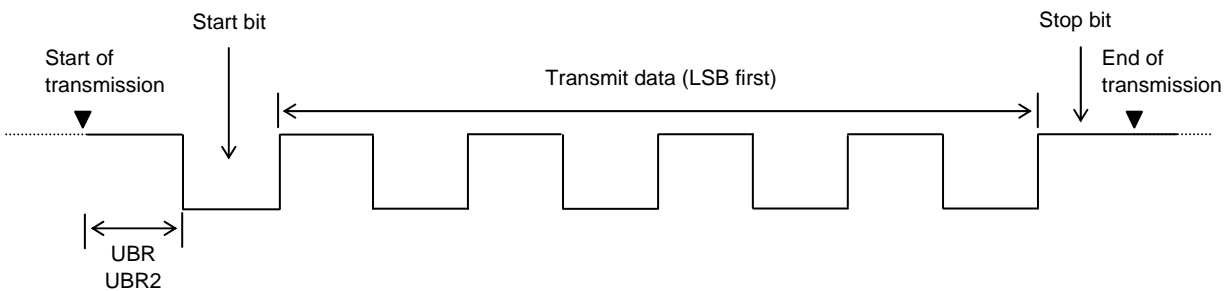 Start bit
Stop bit
Start of
transmission
End of
transmission
Transmit data (LSB first)
UBR
UBR2